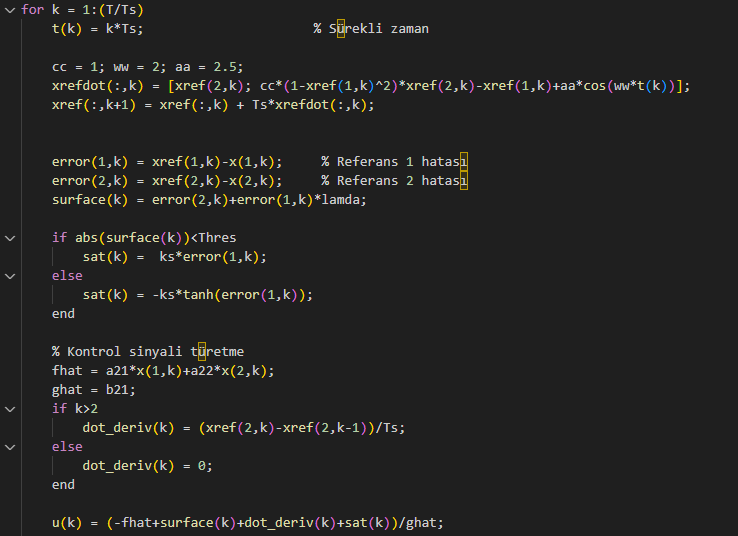 for k = 1:(T/Ts)
t(k) = k*Ts; % Sürekli zaman
cc = 1; ww = 2; aa = 2.5;
xrefdot(:,k) = [xref(2,k); cc*(1-xref(1,k)^2)*xref(2,k)-xref(1,k)+aa*cos(ww*t(k))];
xref(:,k+1) = xref(:,k) + Ts*xrefdot(:,k);
error(1,k) = xref(1,k)-x(1,k); % Referans 1 hatası
error(2,k) = xref(2,k)-x(2,k); % Referans 2 hatası
surface(k) = error(2,k)+error(1,k)*lamda;
if abs(surface(k))<Thres
sat(k) =  ks*error(1,k);
else
sat(k) = -ks*tanh(error(1,k));
end
% Kontrol sinyali türetme
fhat = a21*x(1,k)+a22*x(2,k);
ghat = b21;
if k>2
dot_deriv(k) = (xref(2,k)-xref(2,k-1))/Ts;
else
dot_deriv(k) = 0;
end
u(k) = (-fhat+surface(k)+dot_deriv(k)+sat(k))/ghat;